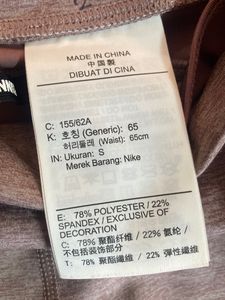 MADE IN CHINA
中國製
DIBUAT DI CINA
C: 155/62A
K: 호칭 (Generic): 65
허리둘레 (Waist): 65cm
IN: Ukuran: S
Merek Barang: Nike
E: 78% POLYESTER / 22%
SPANDEX / EXCLUSIVE OF
DECORATION
C: 78% 聚酯纤维 / 22% 氨纶 /
不包括装饰部分
T: 78% 聚酯纖維 / 22% 彈性纖維